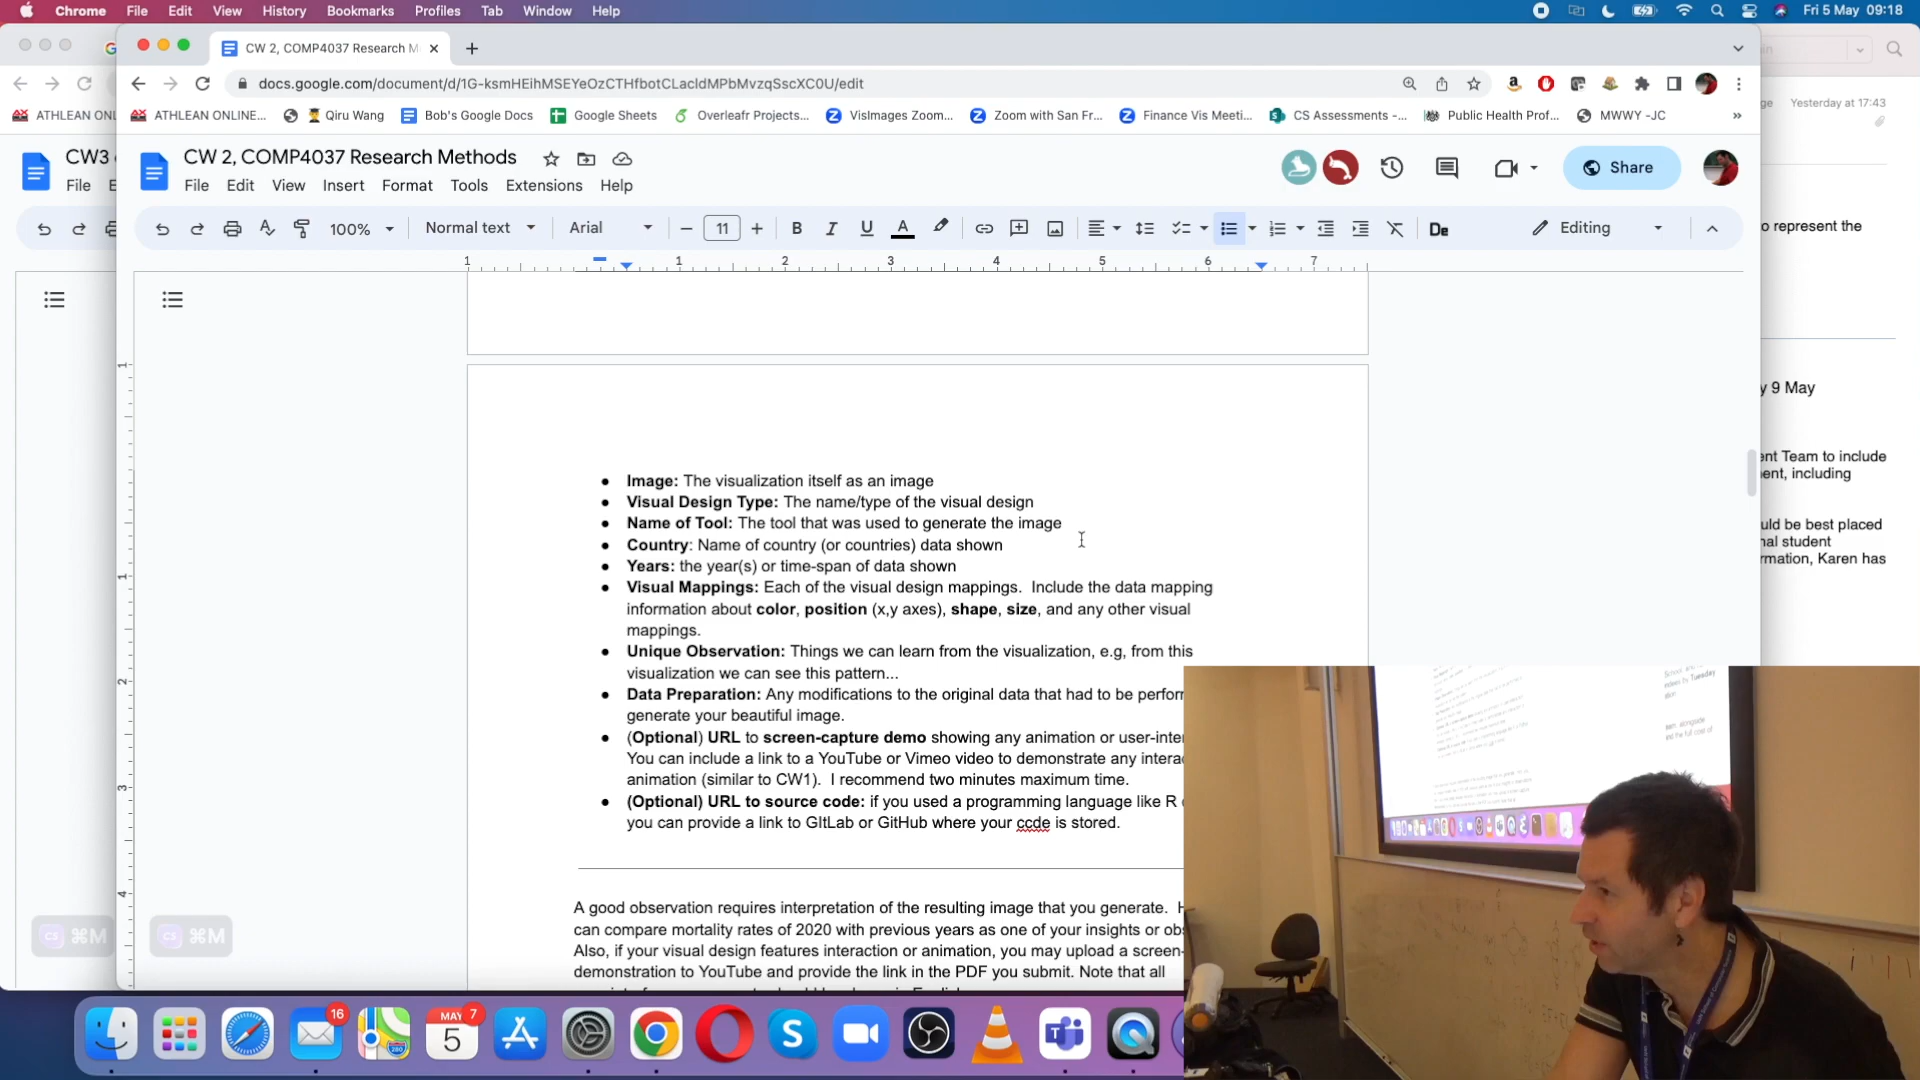 Chrome File Edit View History Bookmarks Profiles Tab Window Help Fri 5 May 09:18
CW 2, COMP4037 Research M
docs.google.com/document/d/1G-ksmHEihMSEYeOzCTHfbotCLacldMPbMvzqSscXC0U/edit
Yesterday at 17:43
ATHLEAN ONL ATHLEAN ONLINE... Qiru Wang Bob's Google Docs Google Sheets Overleafr Projects... VisImages Zoom... Zoom with San Fr... Finance Vis Meeti... CS Assessments -... Public Health Prof... MWWY -JC
CW3
CW 2, COMP4037 Research Methods
Share
File
File Edit View Insert Format Tools Extensions Help
100% Normal text Arial 11 Editing
o represent the
1 1 2 3 4 5 6 7
y 9 May
ent Team to include
ent, including
uld be best placed
nal student
rmation, Karen has
• Image: The visualization itself as an image
• Visual Design Type: The name/type of the visual design
• Name of Tool: The tool that was used to generate the image
• Country: Name of country (or countries) data shown
• Years: the year(s) or time-span of data shown
• Visual Mappings: Each of the visual design mappings. Include the data mapping
information about color, position (x,y axes), shape, size, and any other visual
mappings.
• Unique Observation: Things we can learn from the visualization, e.g, from this
visualization we can see this pattern...
• Data Preparation: Any modifications to the original data that had to be perfor
generate your beautiful image.
• (Optional) URL to screen-capture demo showing any animation or user-inter
You can include a link to a YouTube or Vimeo video to demonstrate any intera
animation (similar to CW1). I recommend two minutes maximum time.
• (Optional) URL to source code: if you used a programming language like R
you can provide a link to GItLab or GitHub where your ccde is stored.
A good observation requires interpretation of the resulting image that you generate. H
can compare mortality rates of 2020 with previous years as one of your insights or ob
Also, if your visual design features interaction or animation, you may upload a screen-
demonstration to YouTube and provide the link in the PDF you submit. Note that all
⌘M
⌘M
16
MAY 7
5